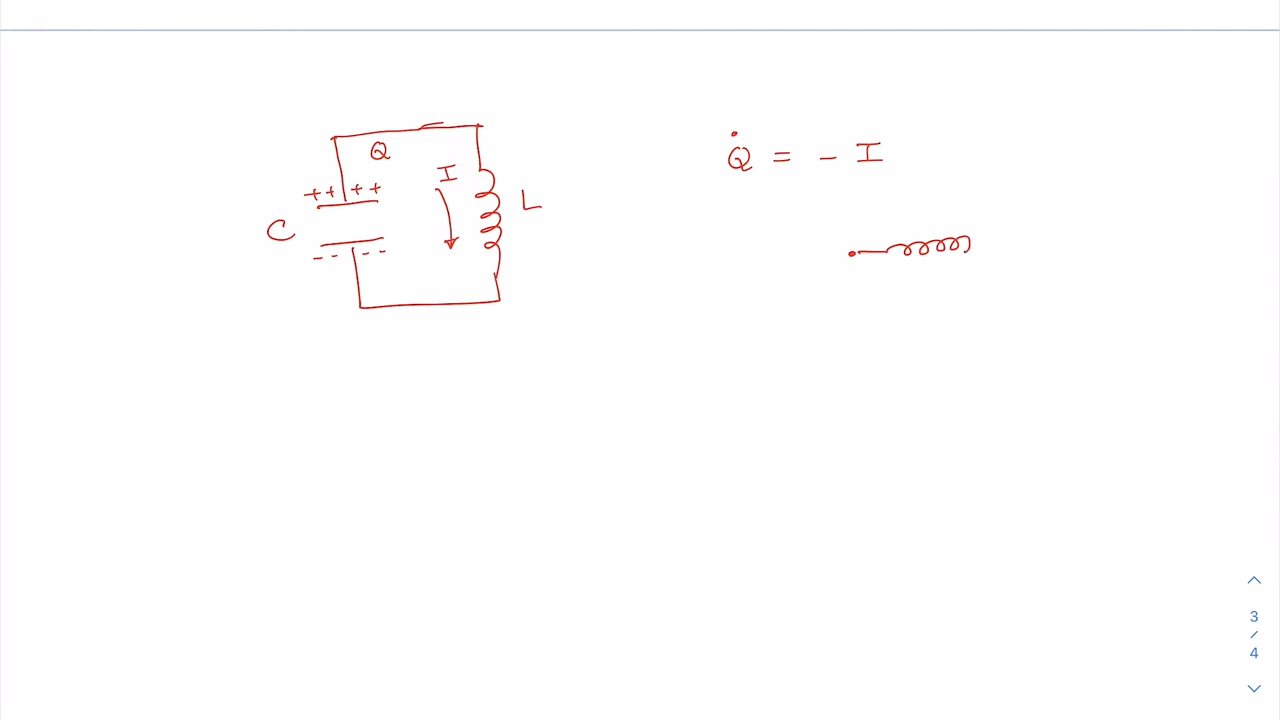 Q
++ ++
I
C
L
-- --
Q̇ = - I
3
/
4